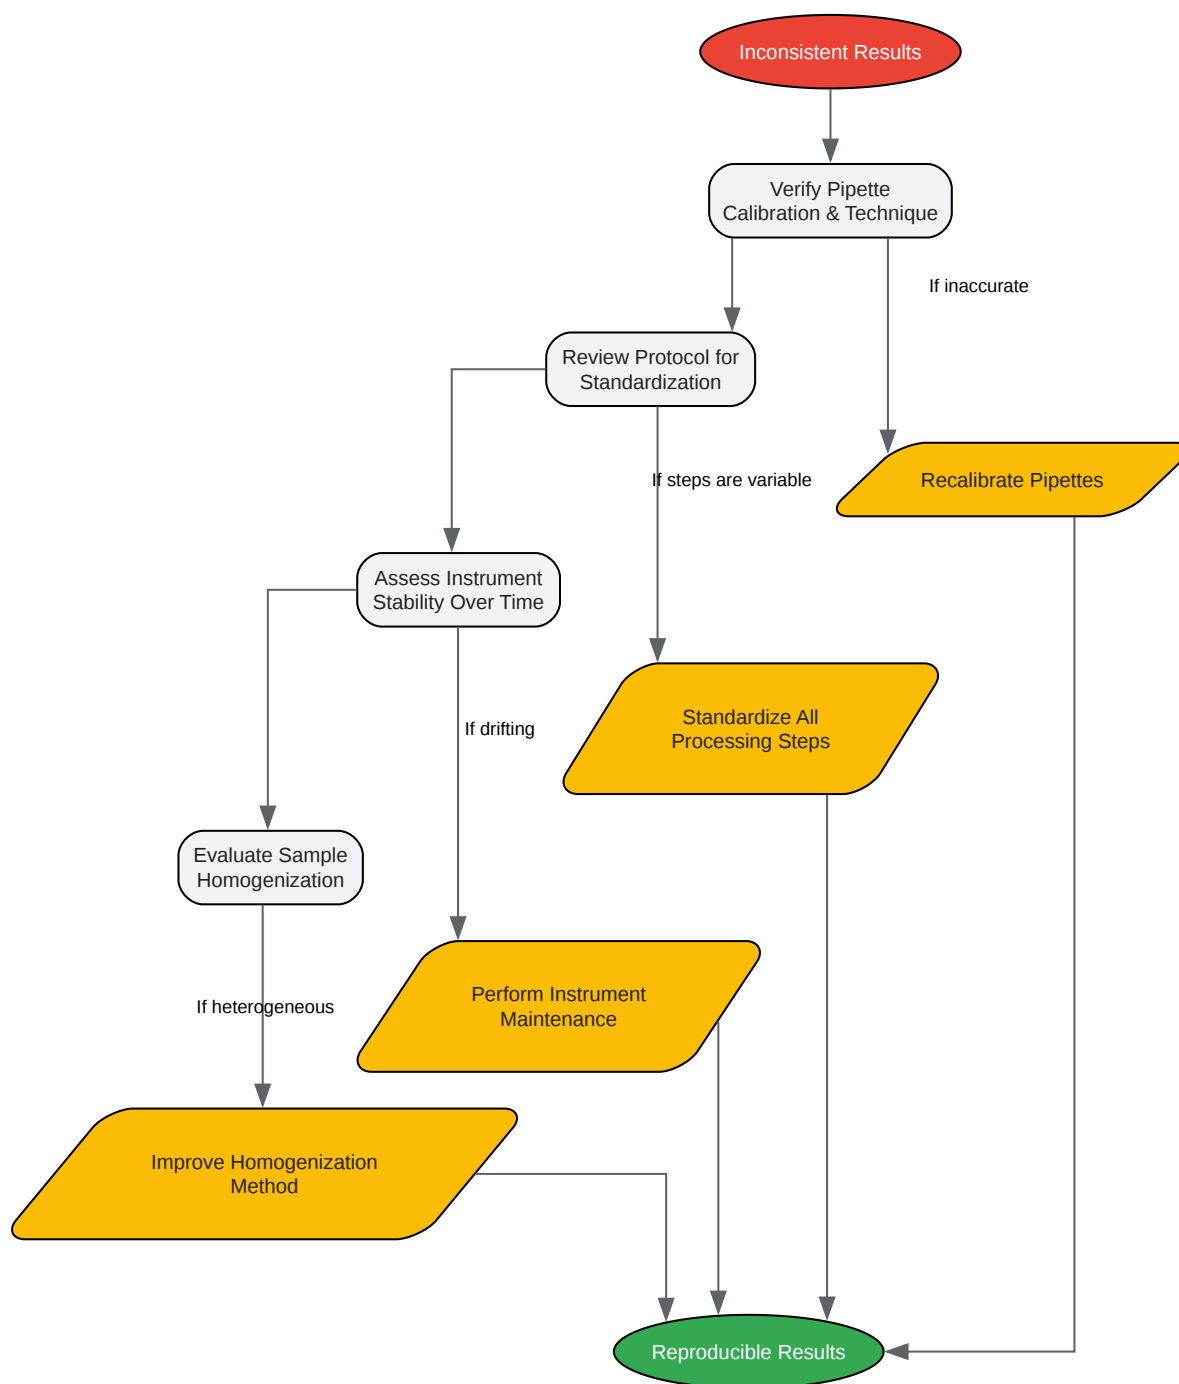 Inconsistent Results
Verify Pipette
Calibration & Technique
If inaccurate
Review Protocol for
Standardization
If steps are variable
Recalibrate Pipettes
Assess Instrument
Stability Over Time
If drifting
Standardize All
Processing Steps
Evaluate Sample
Homogenization
If heterogeneous
Perform Instrument
Maintenance
Improve Homogenization
Method
Reproducible Results